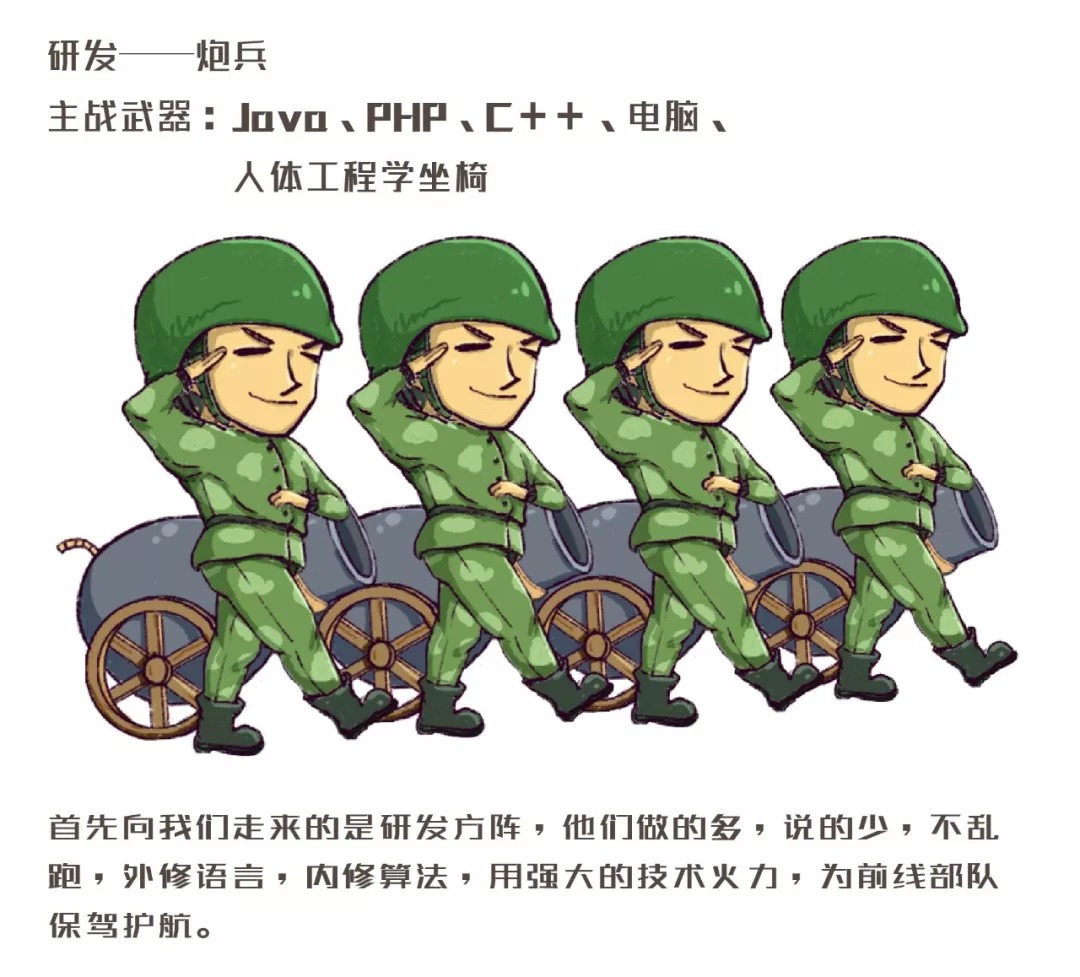 研发——炮兵
主战武器：Java、PHP、C++、电脑、
人体工程学坐椅
首先向我们走来的是研发方阵，他们做的多，说的少，不乱
跑，外修语言，内修算法，用强大的技术火力，为前线部队
保驾护航。